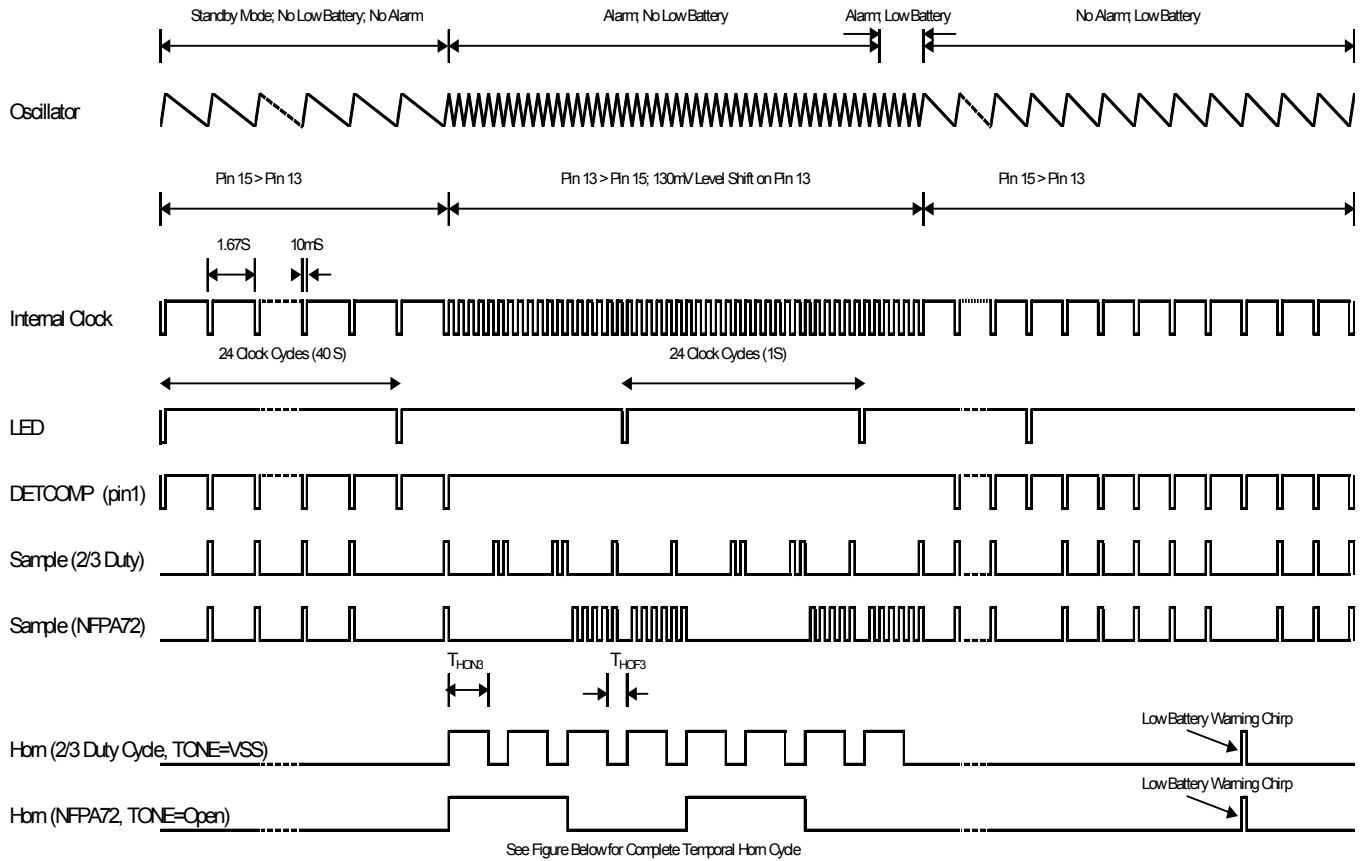 Standby Mode; No Low Battery; No Alarm
Alarm; No Low Battery
Alarm; Low Battery
No Alarm; Low Battery
Oscillator
Pin 15 > Pin 13
Pin 13 > Pin 15; 130mV Level Shift on Pin 13
Pin 15 > Pin 13
1.67S
10mS
Internal Clock
24 Clock Cycles (40 S)
24 Clock Cycles (1S)
LED
DETCOMP (pin1)
Sample (2/3 Duty)
Sample (NFPA72)
THON3
THOF3
Low Battery Warning Chirp
Horn (2/3 Duty Cycle, TONE=VSS)
Low Battery Warning Chirp
Horn (NFPA72, TONE=Open)
See Figure Below for Complete Temporal Horn Cycle